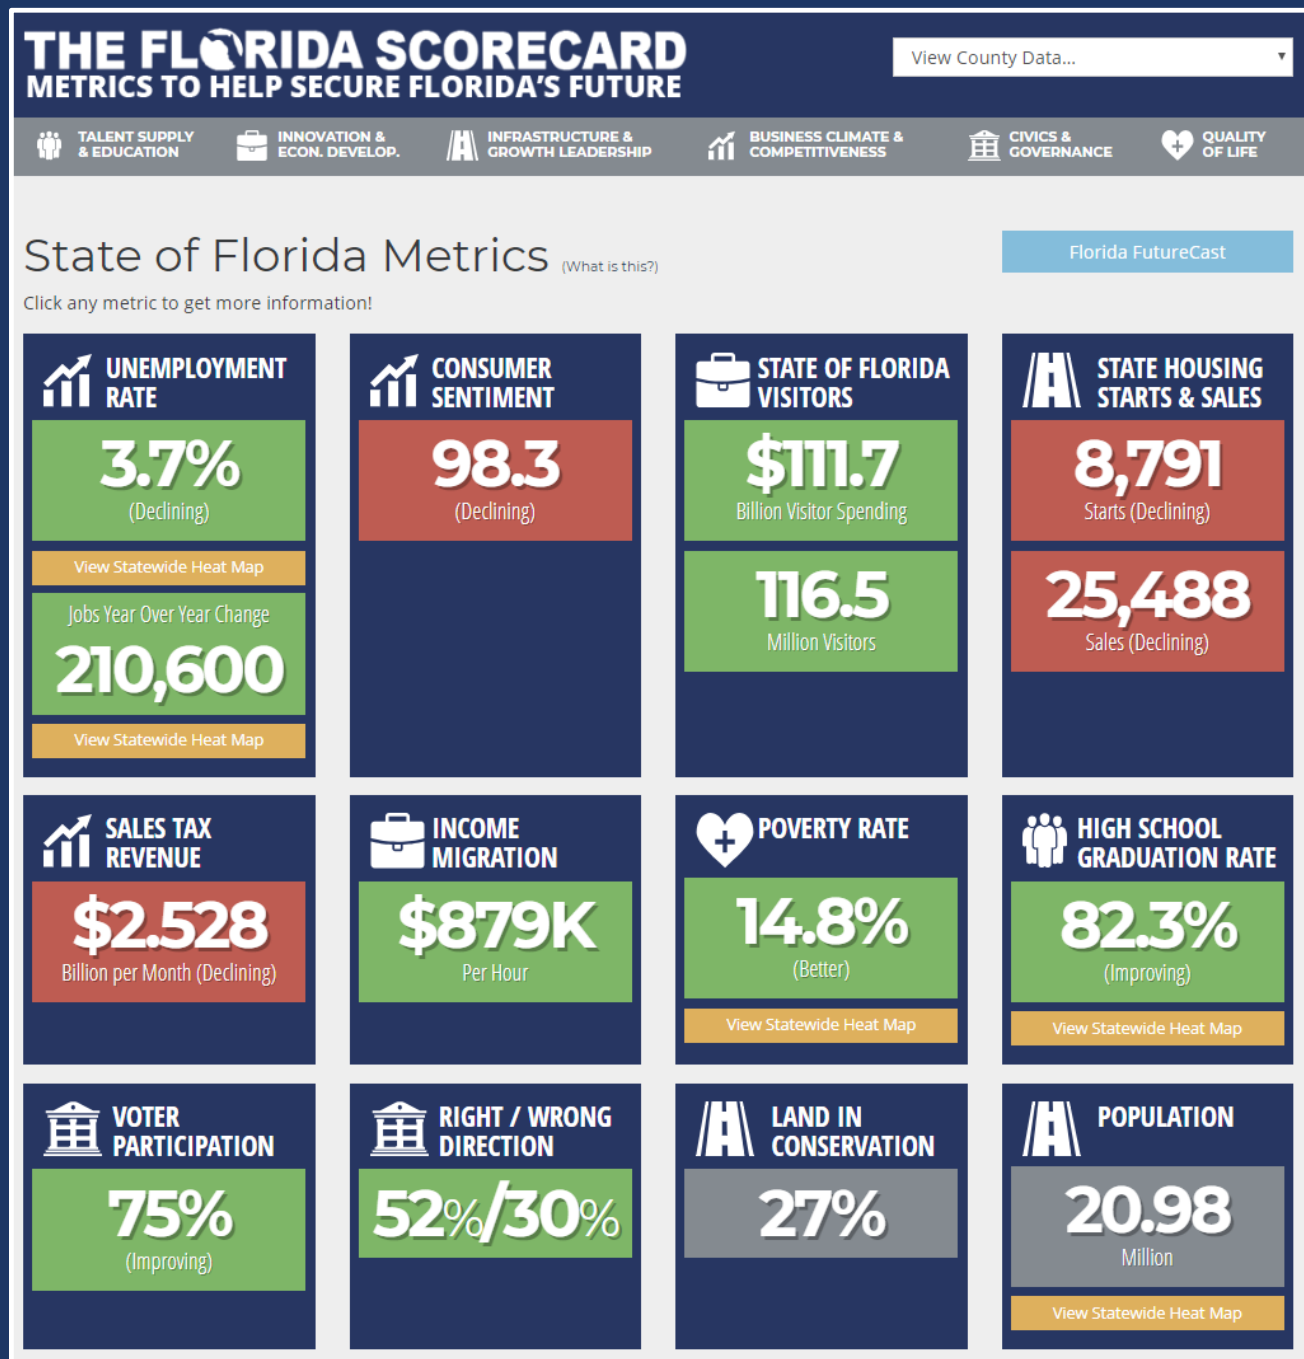 THE FLORIDA SCORECARD
METRICS TO HELP SECURE FLORIDA'S FUTURE
View County Data...
TALENT SUPPLY
& EDUCATION
INNOVATION &
ECON. DEVELOP.
INFRASTRUCTURE &
GROWTH LEADERSHIP
BUSINESS CLIMATE &
COMPETITIVENESS
CIVICS &
GOVERNANCE
QUALITY
OF LIFE
State of Florida Metrics (What is this?)
Florida FutureCast
Click any metric to get more information!
UNEMPLOYMENT
RATE
3.7%
(Declining)
View Statewide Heat Map
Jobs Year Over Year Change
210,600
View Statewide Heat Map
CONSUMER
SENTIMENT
98.3
(Declining)
STATE OF FLORIDA
VISITORS
$111.7
Billion Visitor Spending
116.5
Million Visitors
STATE HOUSING
STARTS & SALES
8,791
Starts (Declining)
25,488
Sales (Declining)
SALES TAX
REVENUE
$2.528
Billion per Month (Declining)
INCOME
MIGRATION
$879K
Per Hour
POVERTY RATE
14.8%
(Better)
View Statewide Heat Map
HIGH SCHOOL
GRADUATION RATE
82.3%
(Improving)
View Statewide Heat Map
VOTER
PARTICIPATION
75%
(Improving)
RIGHT / WRONG
DIRECTION
52%/30%
LAND IN
CONSERVATION
27%
POPULATION
20.98
Million
View Statewide Heat Map